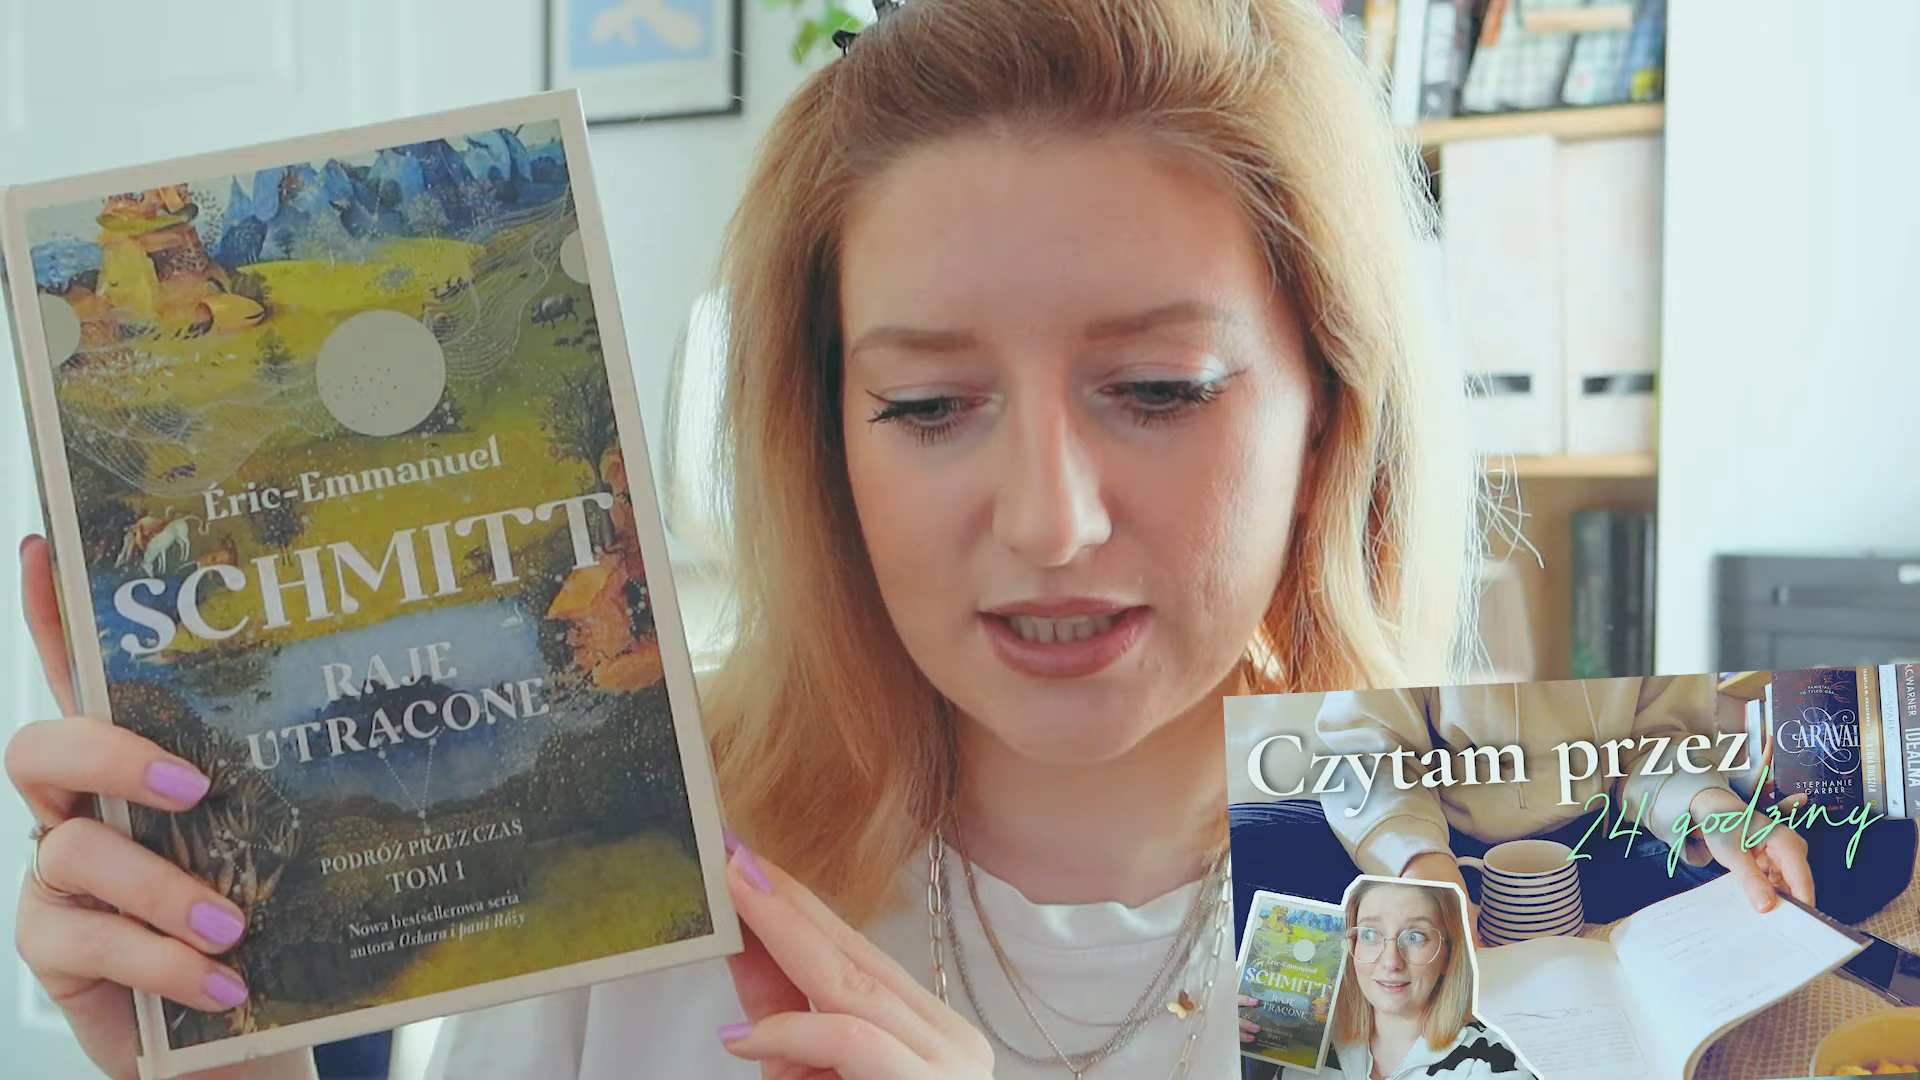 Éric-Emmanuel
SCHMITT
RAJE
UTRACONE
PODRÓŻ PRZEZ CZAS
TOM 1
Nowa bestsellerowa seria
autora Oskara i pani Róży
Czytam przez
24 godziny
CARAVAL
STEPHANIE
GARBER
IDEALNA
Éric-Emmanuel
SCHMITT
RAJE
UTRACONE